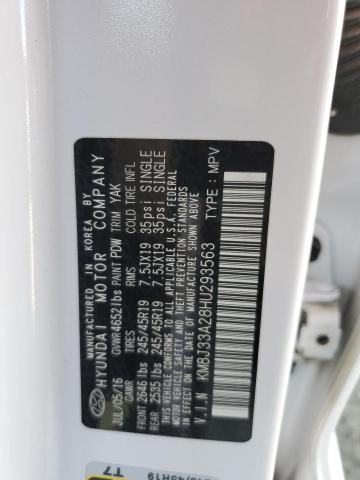 MANUFACTURED IN KOREA BY
HYUNDAI MOTOR COMPANY
JUL/05/16 GVWR 4652lbs PAINT PDW TRIM YAK
GAWR TIRES RIMS COLD TIRE INFL
FRONT 2646 lbs 245/45R19 7.5JX19 35psi SINGLE
REAR 2535 lbs 245/45R19 7.5JX19 35psi SINGLE
THIS VEHICLE CONFORMS TO ALL APPLICABLE U.S.A. FEDERAL
MOTOR VEHICLE SAFETY STANDARDS IN EFFECT
ON THE DATE OF MANUFACTURE SHOWN ABOVE.
V.I.N : KM8J33A28HU293563 TYPE : MPV
/45R19
T7